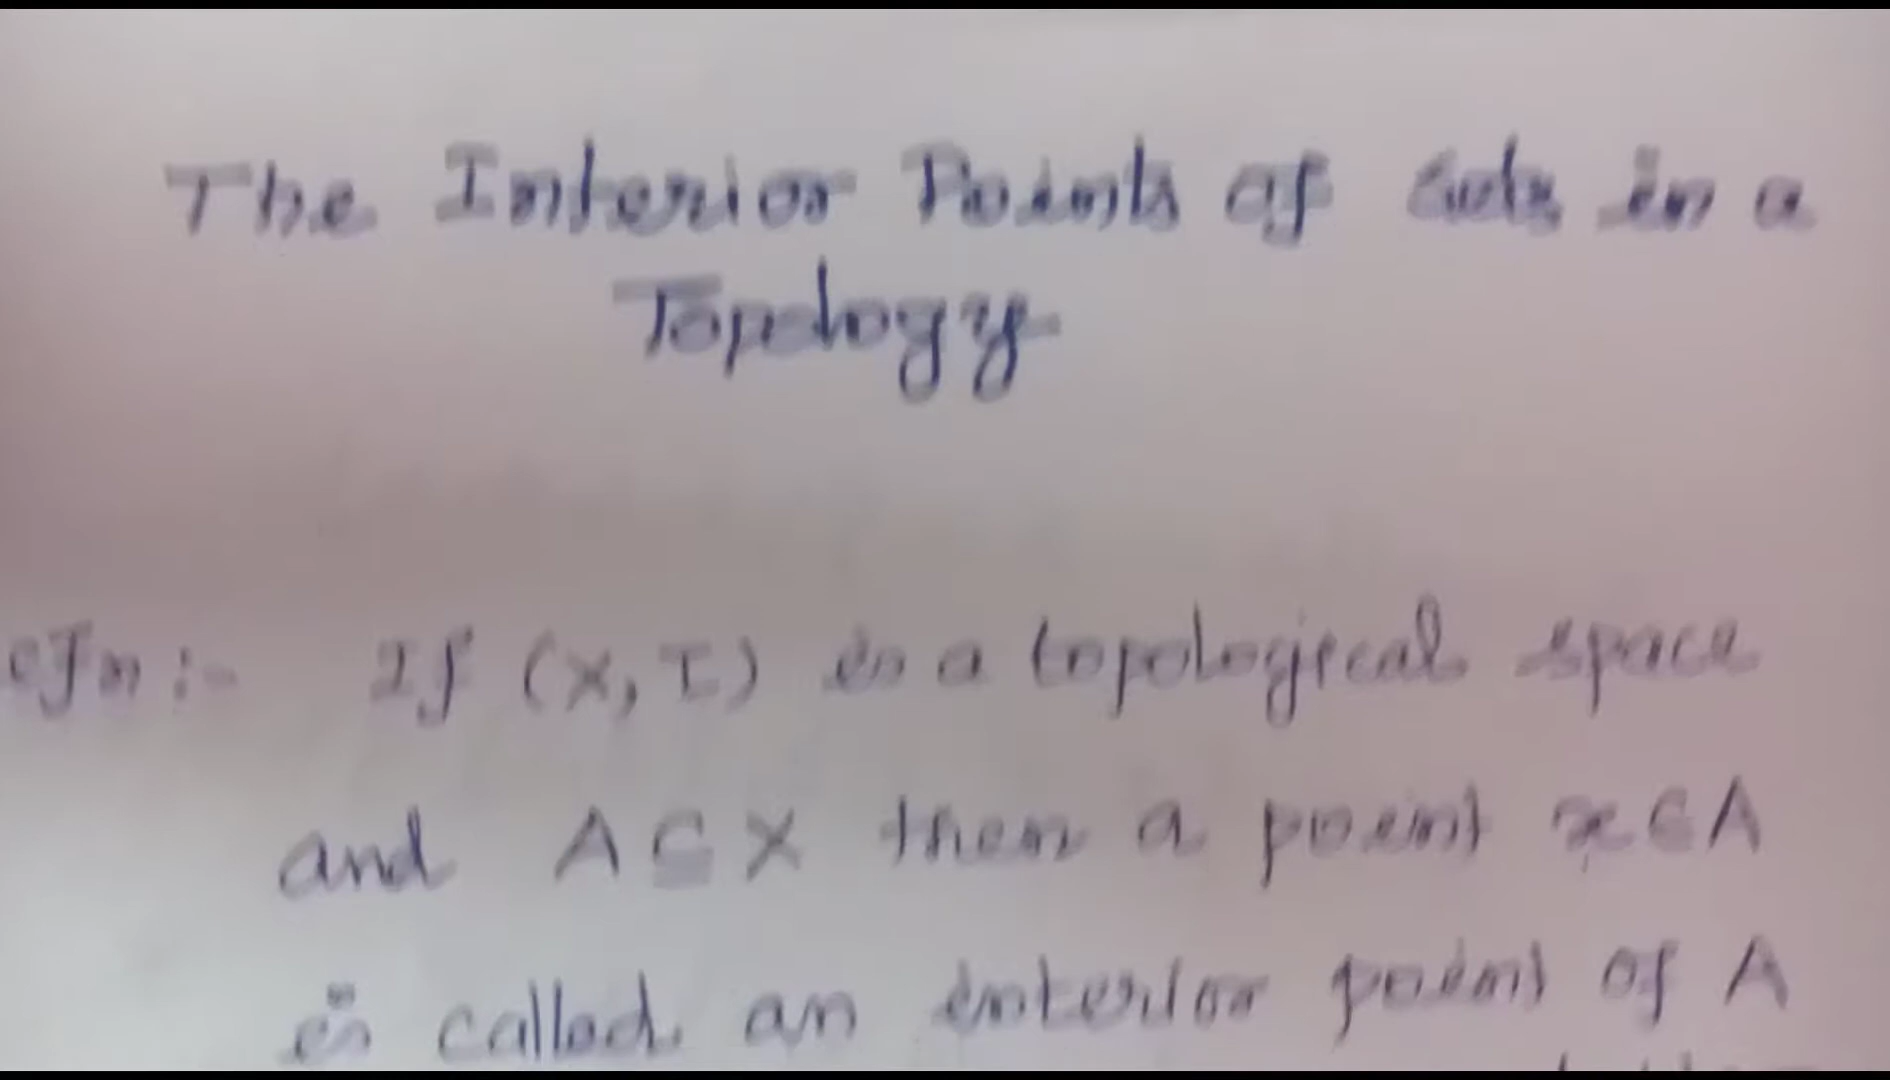 The Interior Points of Sets in a
Topology
efn :- If (X, T) is a topological space
and A ⊆ X then a point x ∈ A
is called an interior point of A